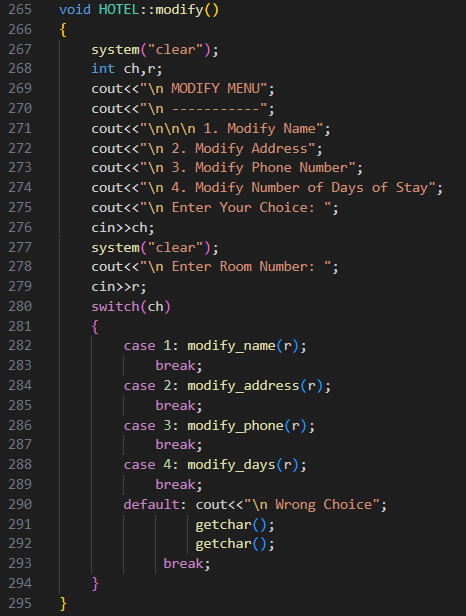 265 void HOTEL::modify()
266 {
267     system("clear");
268     int ch,r;
269     cout<<"\n MODIFY MENU";
270     cout<<"\n -----------";
271     cout<<"\n\n\n 1. Modify Name";
272     cout<<"\n 2. Modify Address";
273     cout<<"\n 3. Modify Phone Number";
274     cout<<"\n 4. Modify Number of Days of Stay";
275     cout<<"\n Enter Your Choice: ";
276     cin>>ch;
277     system("clear");
278     cout<<"\n Enter Room Number: ";
279     cin>>r;
280     switch(ch)
281     {
282         case 1: modify_name(r);
283             break;
284         case 2: modify_address(r);
285             break;
286         case 3: modify_phone(r);
287             break;
288         case 4: modify_days(r);
289             break;
290         default: cout<<"\n Wrong Choice";
291                  getchar();
292                  getchar();
293              break;
294     }
295 }